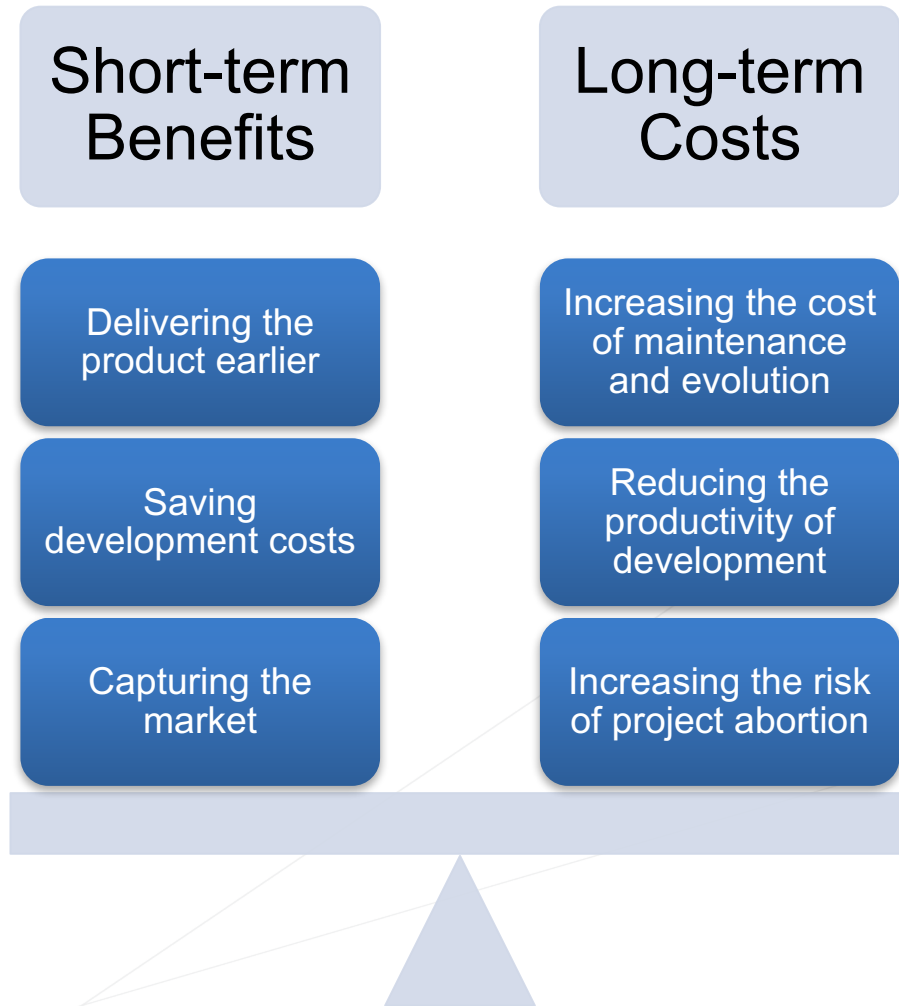 Short-term
Benefits
Long-term
Costs
Delivering the
product earlier
Increasing the cost
of maintenance
and evolution
Saving
development costs
Reducing the
productivity of
development
Capturing the
market
Increasing the risk
of project abortion